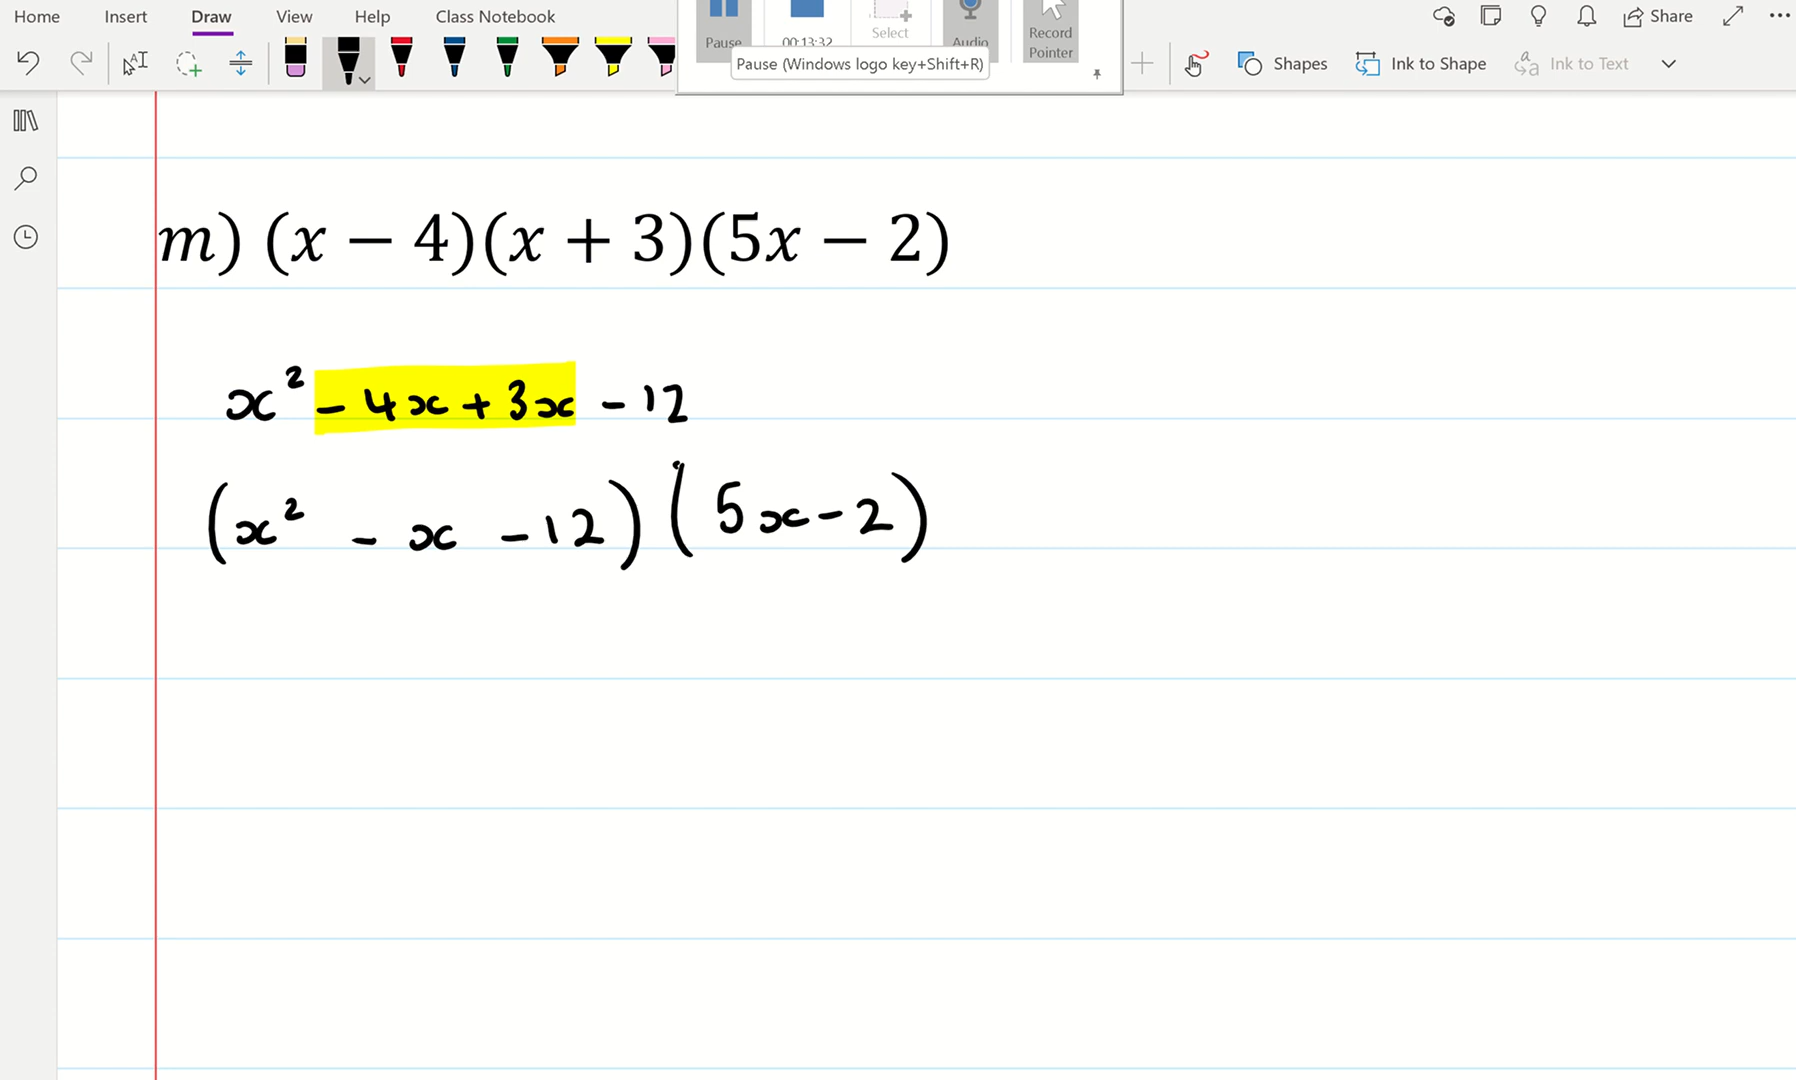 Home Insert Draw View Help Class Notebook Share
Pause 00:13:32 Select Audio Record Pointer
Pause (Windows logo key+Shift+R)
Shapes Ink to Shape Ink to Text
m) (x − 4)(x + 3)(5x − 2)
x² − 4x + 3x − 12
(x² − x − 12)(5x − 2)